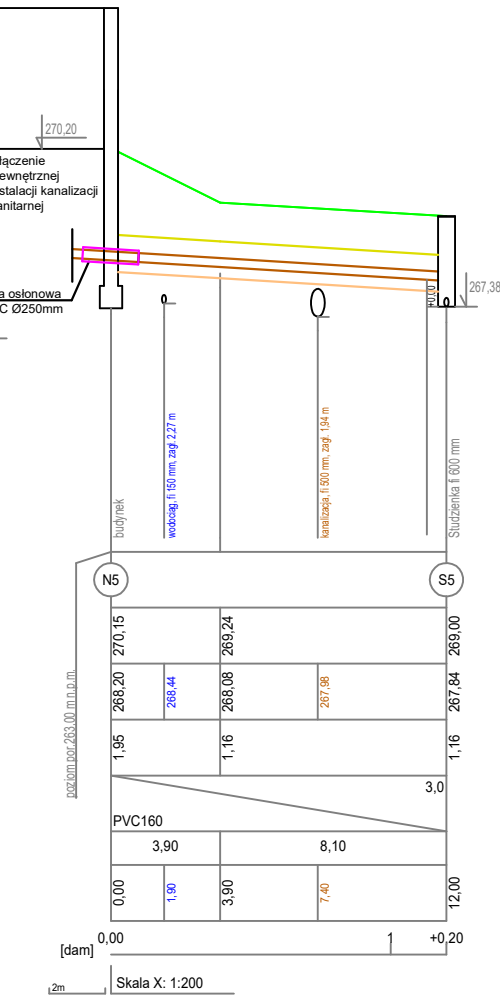 270,20
łączenie
ewnętrznej
stalacji kanalizacji
anitarnej
a osłonowa
C Ø250mm
267,38
+0,00
budynek
wodociąg, fi 150 mm, zagł. 2,27 m
kanalizacja, fi 500 mm, zagł. 1,94 m
Studzienka fi 600 mm
N5
S5
poziom por.263,00 m n.p.m.
270,15
269,24
269,00
268,20
268,44
268,08
267,98
267,84
1,95
1,16
1,16
3,0
PVC160
3,90
8,10
0,00
1,90
3,90
7,40
12,00
[dam]
0,00
1
+0,20
2m
Skala X: 1:200